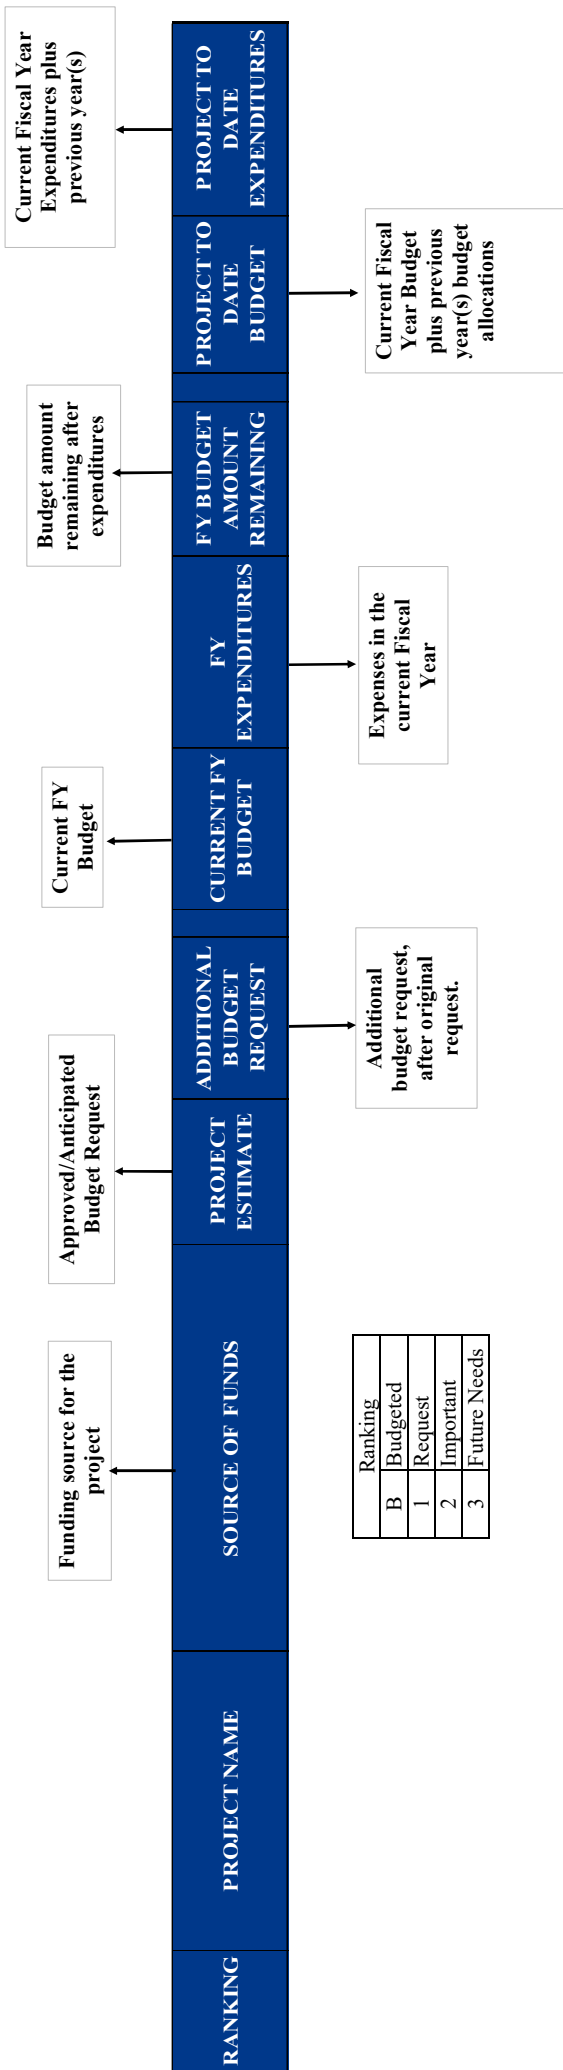 Funding source for the
project
Approved/Anticipated
Budget Request
Current FY
Budget
Budget amount
remaining after
expenditures
Current Fiscal Year
Expenditures plus
previous year(s)
RANKING
PROJECT NAME
SOURCE OF FUNDS
PROJECT
ESTIMATE
ADDITIONAL
BUDGET
REQUEST
CURRENT FY
BUDGET
FY
EXPENDITURES
FY BUDGET
AMOUNT
REMAINING
PROJECT TO
DATE
BUDGET
PROJECT TO
DATE
EXPENDITURES
Ranking
B Budgeted
1 Request
2 Important
3 Future Needs
Additional
budget request,
after original
request.
Expenses in the
current Fiscal
Year
Current Fiscal
Year Budget
plus previous
year(s) budget
allocations